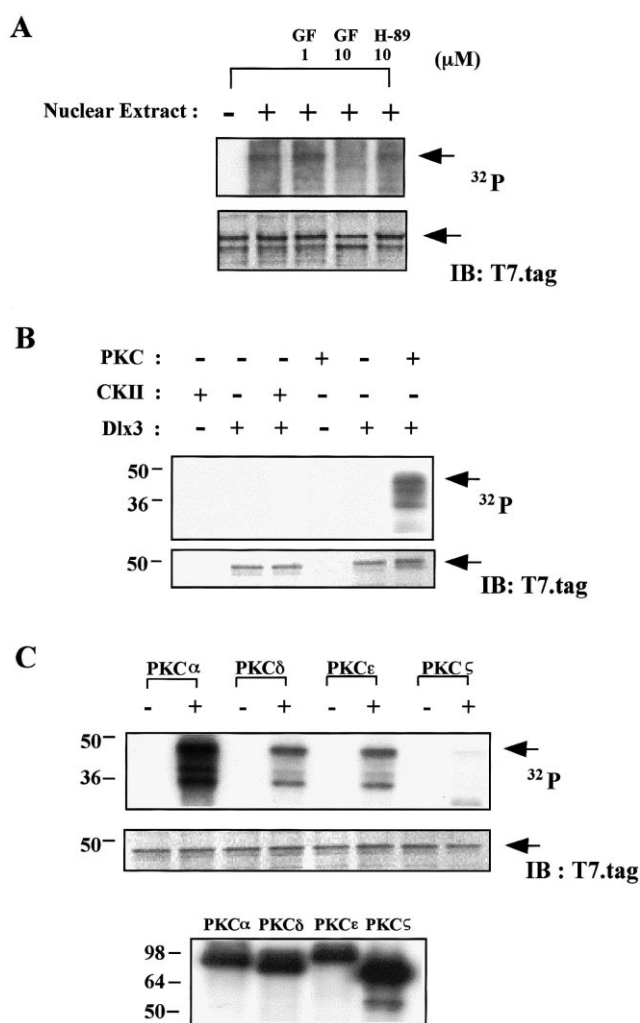 A
GF GF H-89
1 10 10 (μM)
Nuclear Extract : - + + + +
32P
IB: T7.tag
B
PKC : - - - + - +
CKII : + - + - - -
Dlx3 : - + + - + +
50
36
32P
50
IB: T7.tag
C
PKCα PKCδ PKCε PKCς
- + - + - + - +
50
36
32P
50
IB : T7.tag
PKCα PKCδ PKCε PKCς
98
64
50